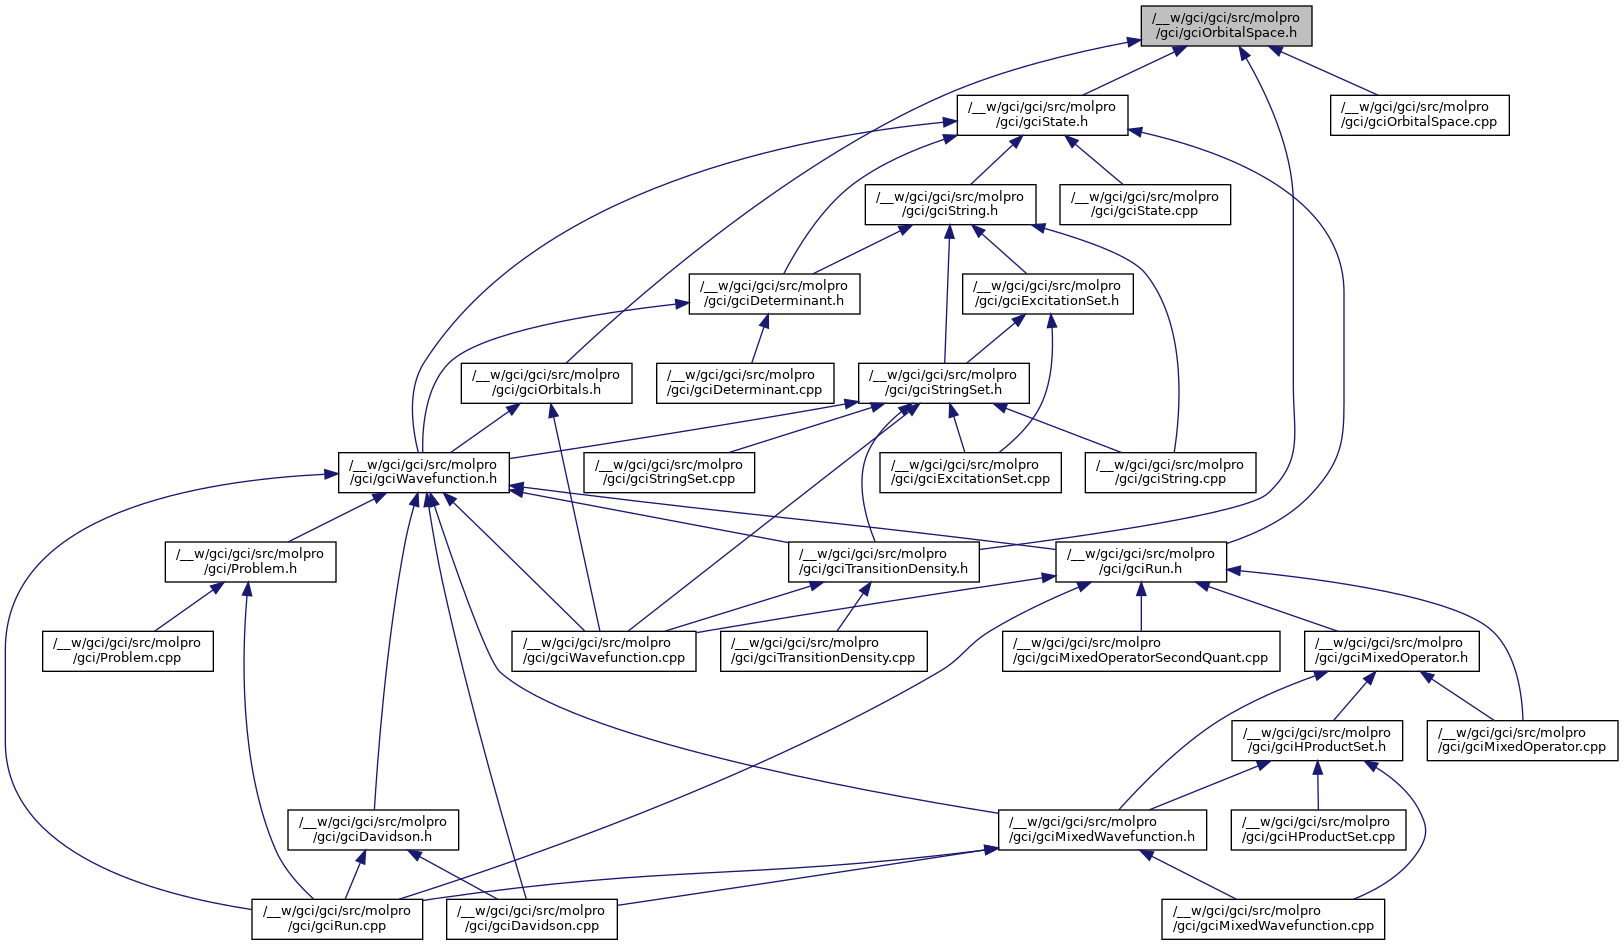 /__w/gci/gci/src/molpro
/gci/gciOrbitalSpace.h
/__w/gci/gci/src/molpro
/gci/gciState.h
/__w/gci/gci/src/molpro
/gci/gciOrbitalSpace.cpp
/__w/gci/gci/src/molpro
/gci/gciString.h
/__w/gci/gci/src/molpro
/gci/gciState.cpp
/__w/gci/gci/src/molpro
/gci/gciDeterminant.h
/__w/gci/gci/src/molpro
/gci/gciExcitationSet.h
/__w/gci/gci/src/molpro
/gci/gciOrbitals.h
/__w/gci/gci/src/molpro
/gci/gciDeterminant.cpp
/__w/gci/gci/src/molpro
/gci/gciStringSet.h
/__w/gci/gci/src/molpro
/gci/gciWavefunction.h
/__w/gci/gci/src/molpro
/gci/gciStringSet.cpp
/__w/gci/gci/src/molpro
/gci/gciExcitationSet.cpp
/__w/gci/gci/src/molpro
/gci/gciString.cpp
/__w/gci/gci/src/molpro
/gci/Problem.h
/__w/gci/gci/src/molpro
/gci/gciTransitionDensity.h
/__w/gci/gci/src/molpro
/gci/gciRun.h
/__w/gci/gci/src/molpro
/gci/Problem.cpp
/__w/gci/gci/src/molpro
/gci/gciWavefunction.cpp
/__w/gci/gci/src/molpro
/gci/gciTransitionDensity.cpp
/__w/gci/gci/src/molpro
/gci/gciMixedOperatorSecondQuant.cpp
/__w/gci/gci/src/molpro
/gci/gciMixedOperator.h
/__w/gci/gci/src/molpro
/gci/gciHProductSet.h
/__w/gci/gci/src/molpro
/gci/gciMixedOperator.cpp
/__w/gci/gci/src/molpro
/gci/gciDavidson.h
/__w/gci/gci/src/molpro
/gci/gciMixedWavefunction.h
/__w/gci/gci/src/molpro
/gci/gciHProductSet.cpp
/__w/gci/gci/src/molpro
/gci/gciRun.cpp
/__w/gci/gci/src/molpro
/gci/gciDavidson.cpp
/__w/gci/gci/src/molpro
/gci/gciMixedWavefunction.cpp